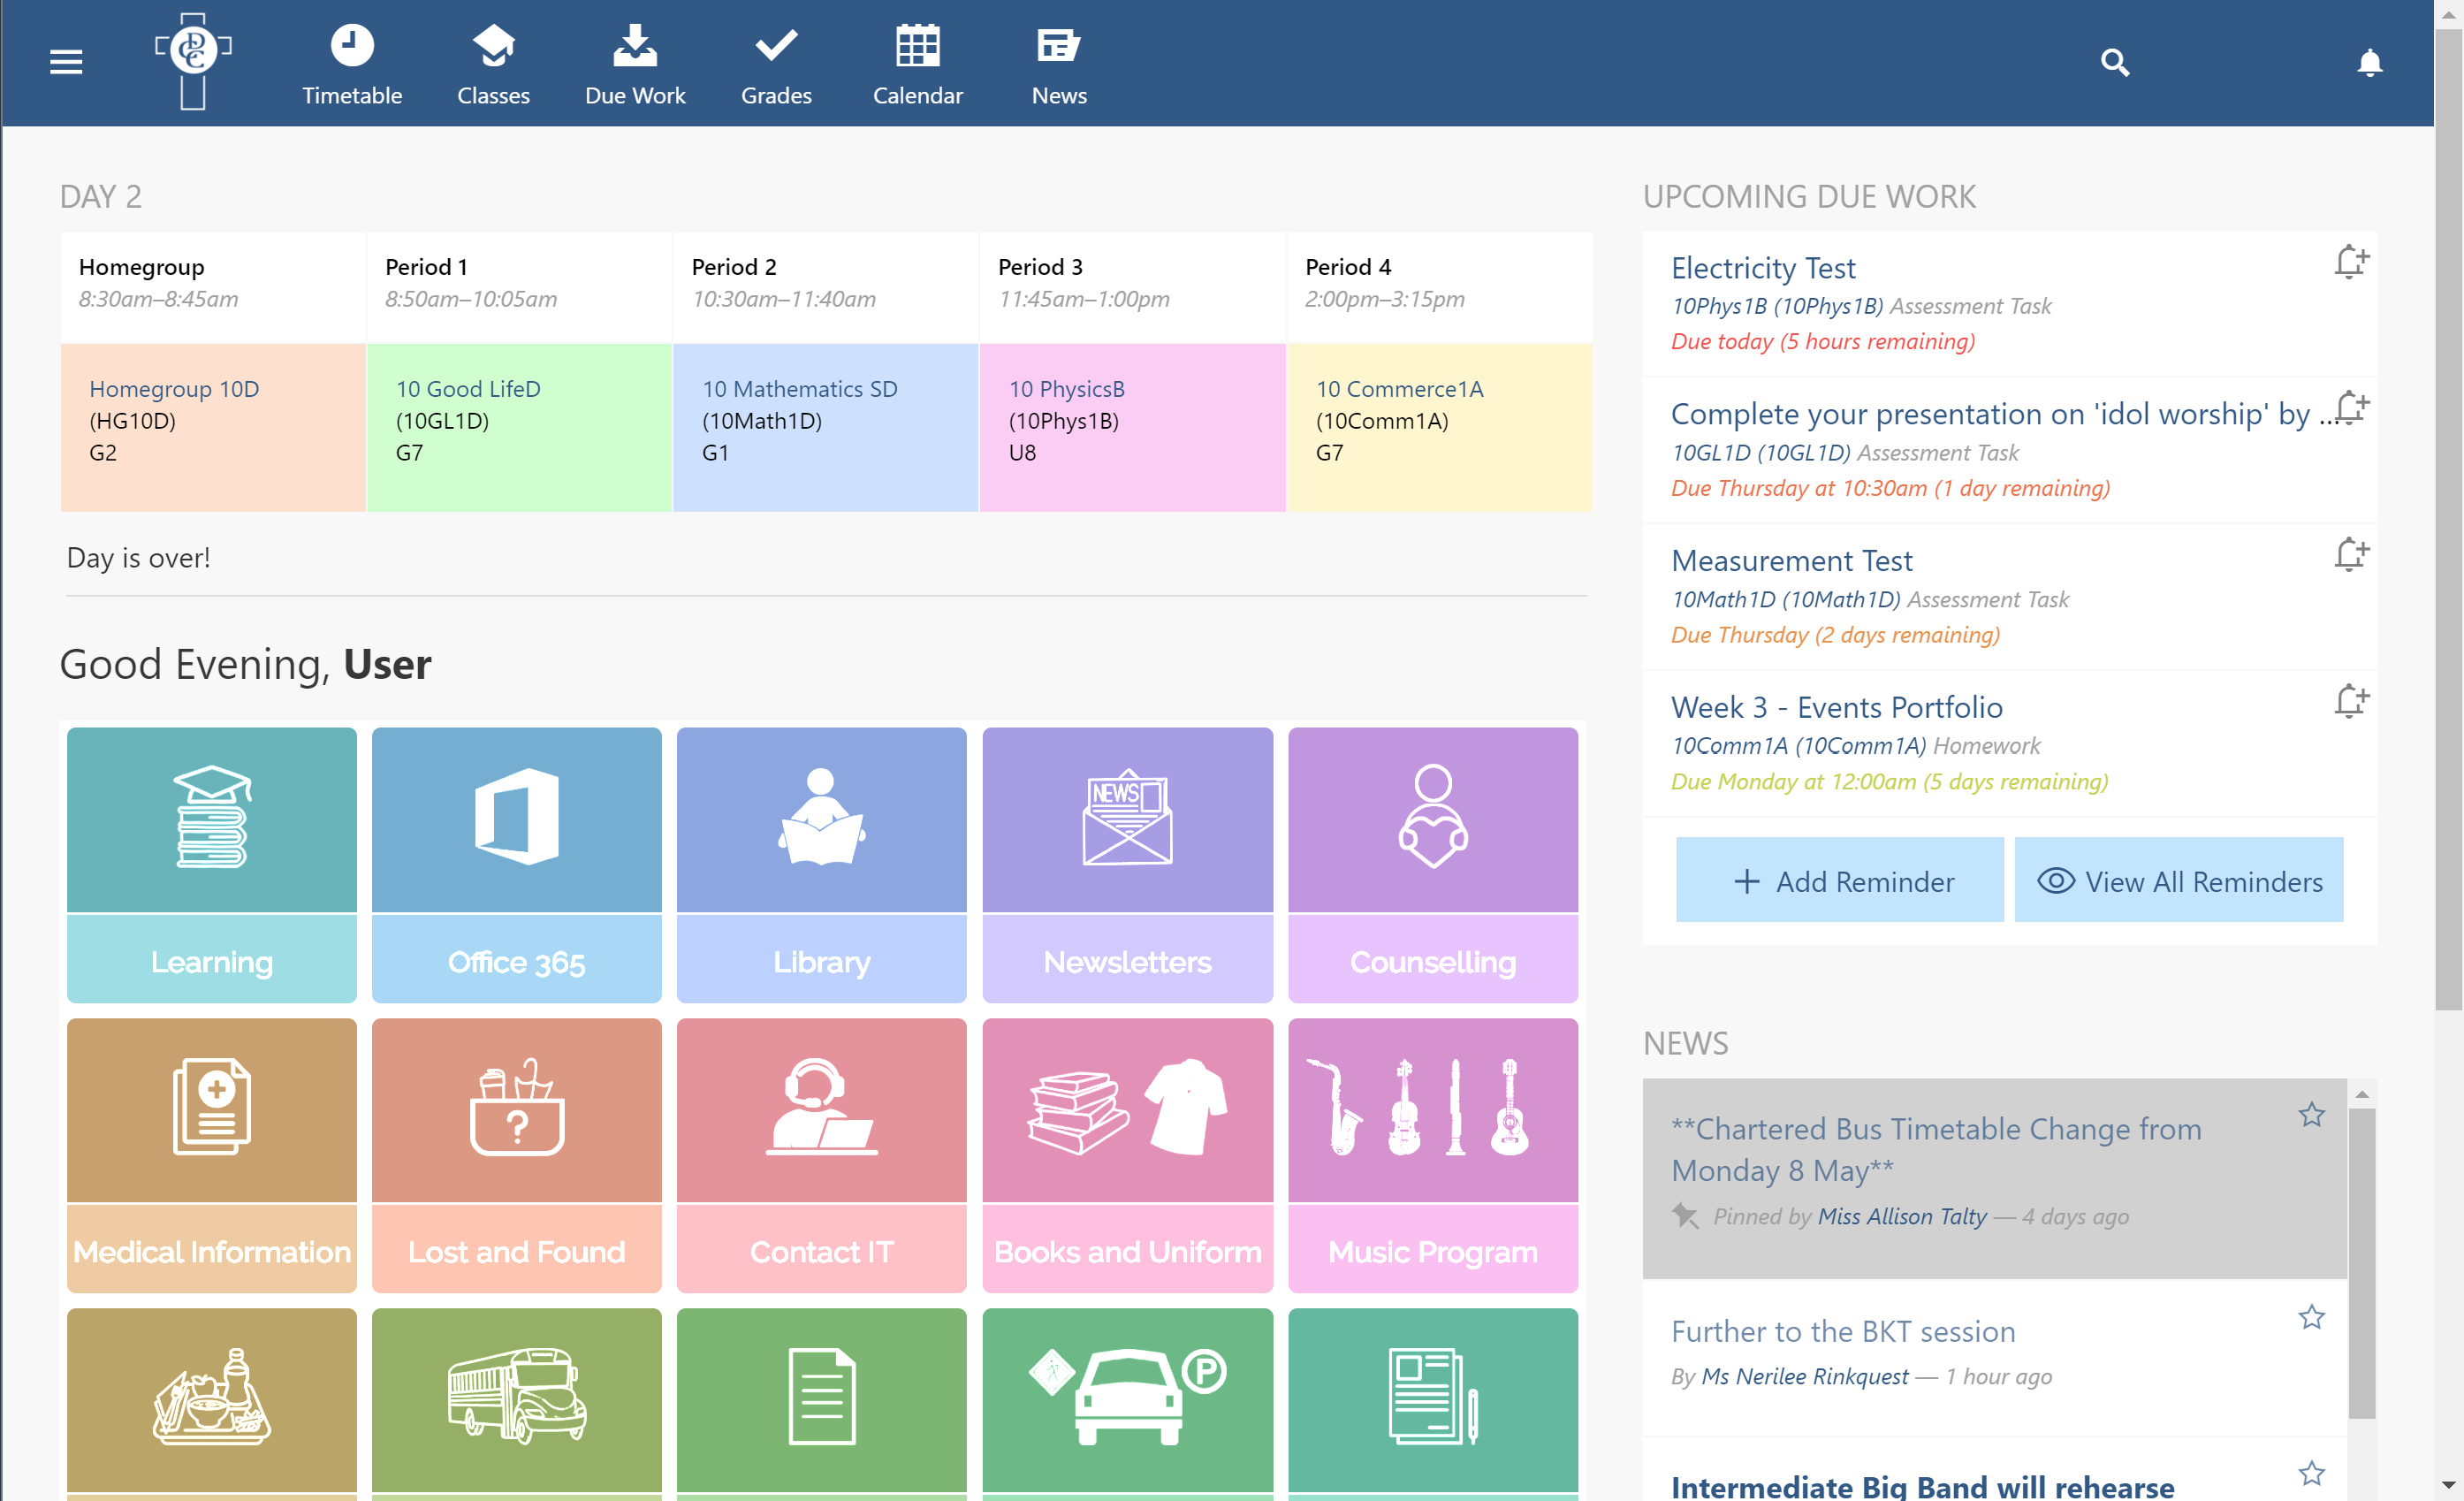 DCC
Timetable
Classes
Due Work
Grades
Calendar
News
DAY 2
Homegroup
8:30am–8:45am
Period 1
8:50am–10:05am
Period 2
10:30am–11:40am
Period 3
11:45am–1:00pm
Period 4
2:00pm–3:15pm
Homegroup 10D
(HG10D)
G2
10 Good LifeD
(10GL1D)
G7
10 Mathematics SD
(10Math1D)
G1
10 PhysicsB
(10Phys1B)
U8
10 Commerce1A
(10Comm1A)
G7
Day is over!
Good Evening, User
NEWS
Learning
Office 365
Library
Newsletters
Counselling
?
Medical Information
Lost and Found
Contact IT
Books and Uniform
Music Program
P
UPCOMING DUE WORK
Electricity Test
10Phys1B (10Phys1B) Assessment Task
Due today (5 hours remaining)
Complete your presentation on 'idol worship' by ...
10GL1D (10GL1D) Assessment Task
Due Thursday at 10:30am (1 day remaining)
Measurement Test
10Math1D (10Math1D) Assessment Task
Due Thursday (2 days remaining)
Week 3 - Events Portfolio
10Comm1A (10Comm1A) Homework
Due Monday at 12:00am (5 days remaining)
Add Reminder
View All Reminders
NEWS
**Chartered Bus Timetable Change from
Monday 8 May**
Pinned by Miss Allison Talty — 4 days ago
Further to the BKT session
By Ms Nerilee Rinkquest — 1 hour ago
Intermediate Big Band will rehearse